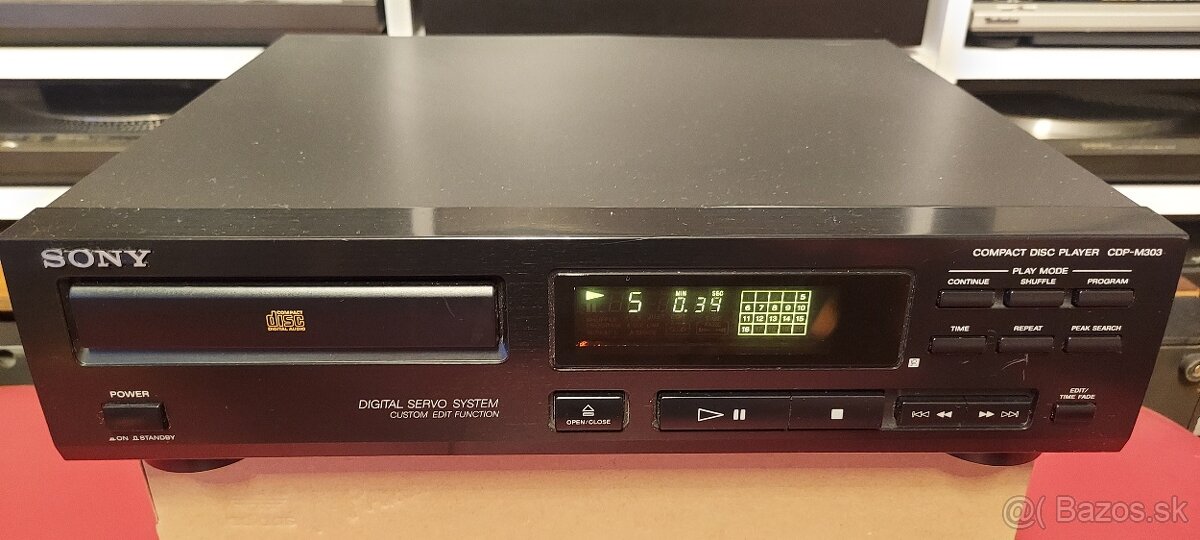 Technics
SONY
COMPACT DISC PLAYER CDP-M303
PLAY MODE
CONTINUE SHUFFLE PROGRAM
COMPACT
disc
DIGITAL AUDIO
5 MIN 0.34 SEC
5
6 7 8 9 10
11 12 13 14 15
16
TIME REPEAT PEAK SEARCH
POWER
ON STANDBY
DIGITAL SERVO SYSTEM
CUSTOM EDIT FUNCTION
OPEN/CLOSE
EDIT/
TIME FADE
@( Bazos.sk